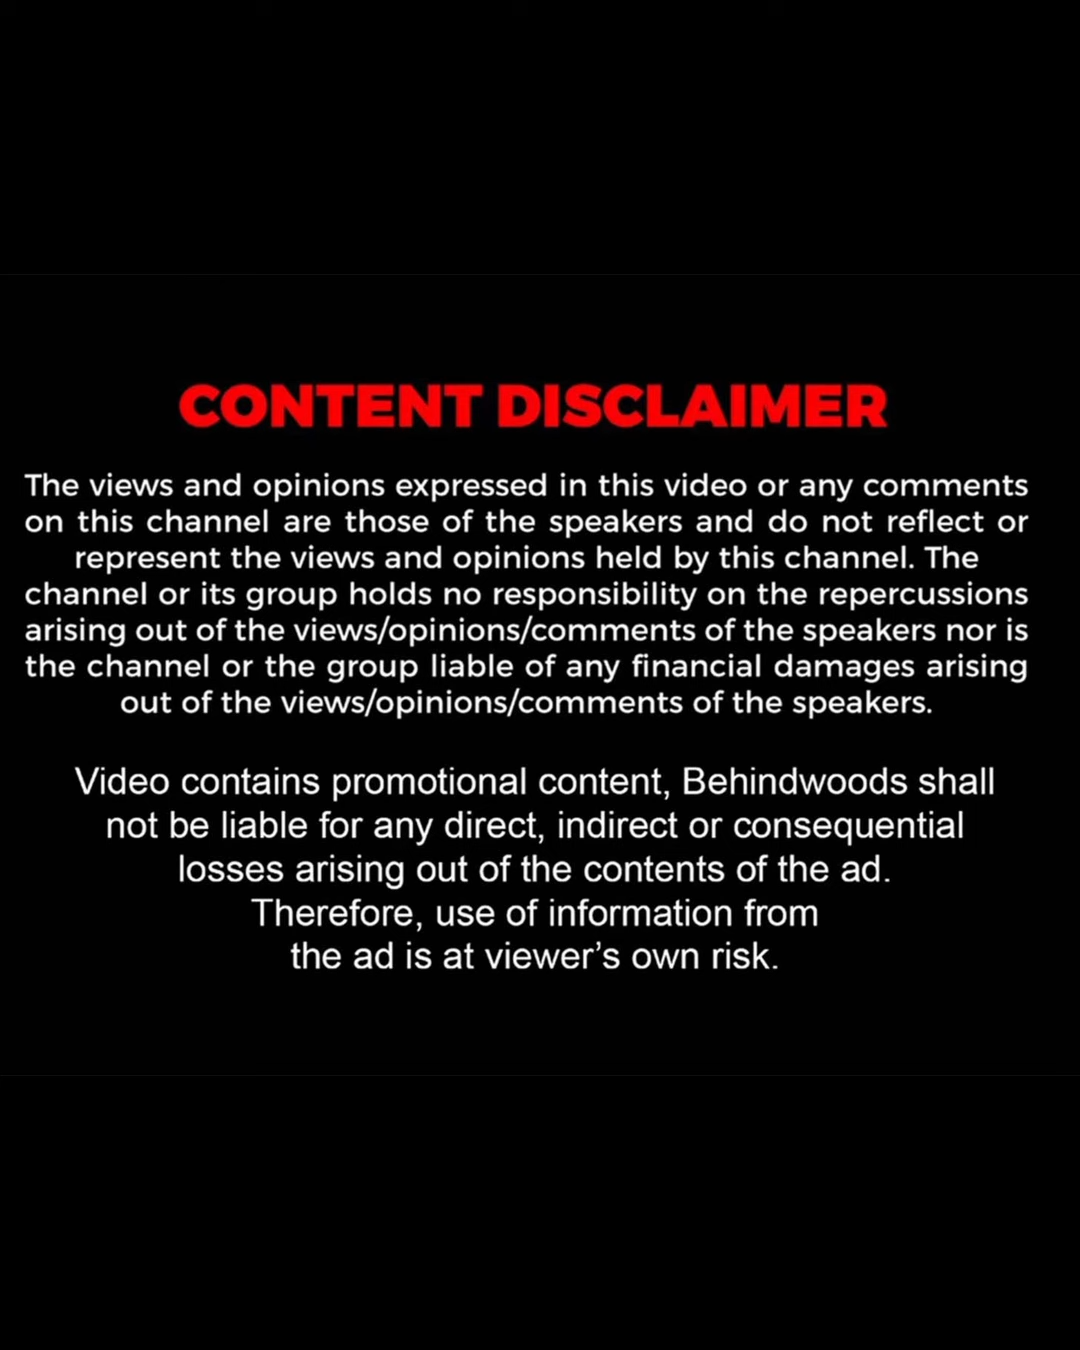 CONTENT DISCLAIMER
The views and opinions expressed in this video or any comments
on this channel are those of the speakers and do not reflect or
represent the views and opinions held by this channel. The
channel or its group holds no responsibility on the repercussions
arising out of the views/opinions/comments of the speakers nor is
the channel or the group liable of any financial damages arising
out of the views/opinions/comments of the speakers.
Video contains promotional content, Behindwoods shall
not be liable for any direct, indirect or consequential
losses arising out of the contents of the ad.
Therefore, use of information from
the ad is at viewer’s own risk.